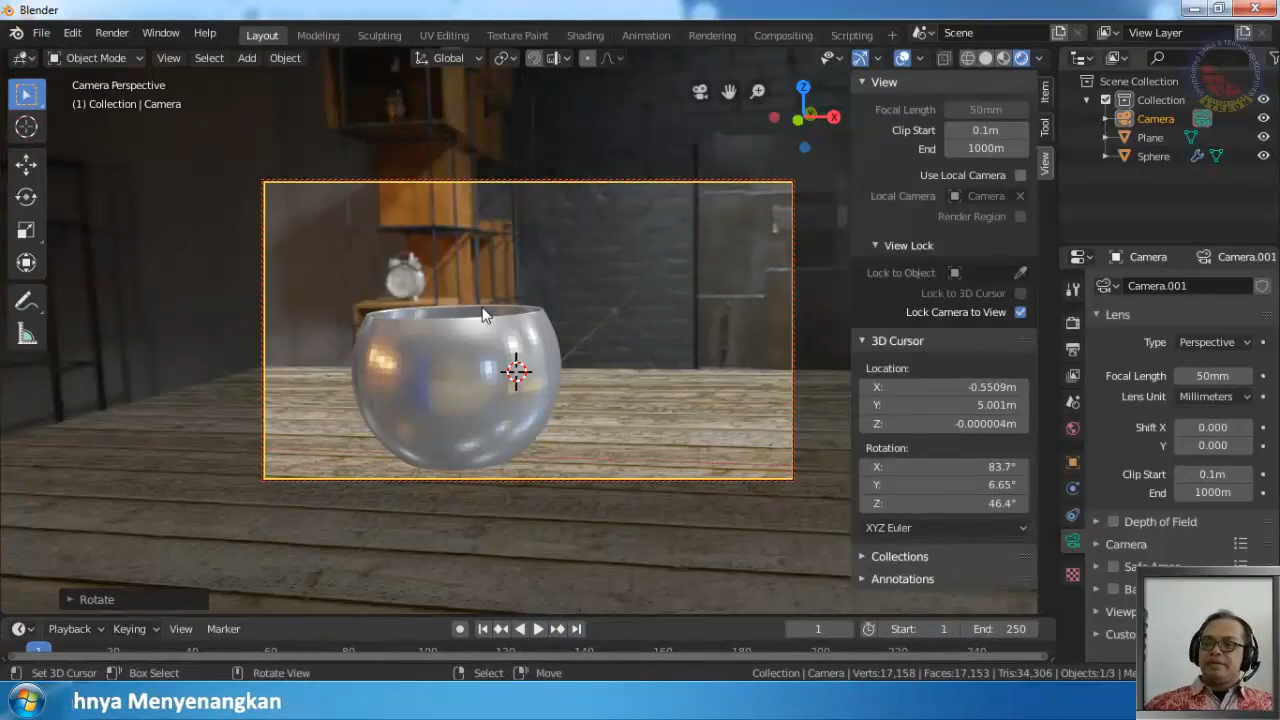 Blender
File Edit Render Window Help Layout Modeling Sculpting UV Editing Texture Paint Shading Animation Rendering Compositing Scripting + Scene View Layer
Object Mode View Select Add Object Global
Camera Perspective
(1) Collection | Camera
Z
X
View
Focal Length 50mm
Clip Start 0.1m
End 1000m
Use Local Camera
Local Camera Camera
Render Region
View Lock
Lock to Object
Lock to 3D Cursor
Lock Camera to View
3D Cursor
Location:
X: -0.5509m
Y: 5.001m
Z: -0.000004m
Rotation:
X: 83.7°
Y: 6.65°
Z: 46.4°
XYZ Euler
Collections
Annotations
Item
Tool
View
Scene Collection
Collection
Camera
Plane
Sphere
Camera Camera.001
Camera.001
Lens
Type Perspective
Focal Length 50mm
Lens Unit Millimeters
Shift X 0.000
Y 0.000
Clip Start 0.1m
End 1000m
Depth of Field
Camera
Rotate
Playback Keying View Marker 1 Start: 1 End: 250
1
Set 3D Cursor Box Select Rotate View Select Move Collection | Camera | Verts:17,158 | Faces:17,153 | Tris:34,306 | Objects:1/3
hnya Menyenangkan